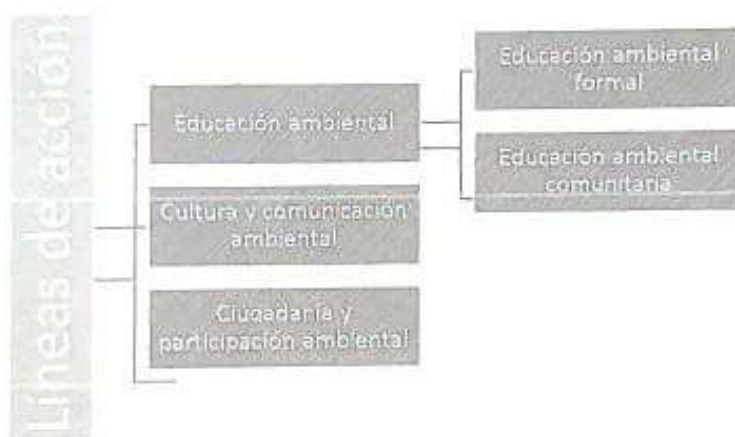 Líneas de acción
Educación ambiental
Educación ambiental
formal
Educación ambiental
comunitaria
Cultura y comunicación
ambiental
Ciudadanía y
participación ambiental